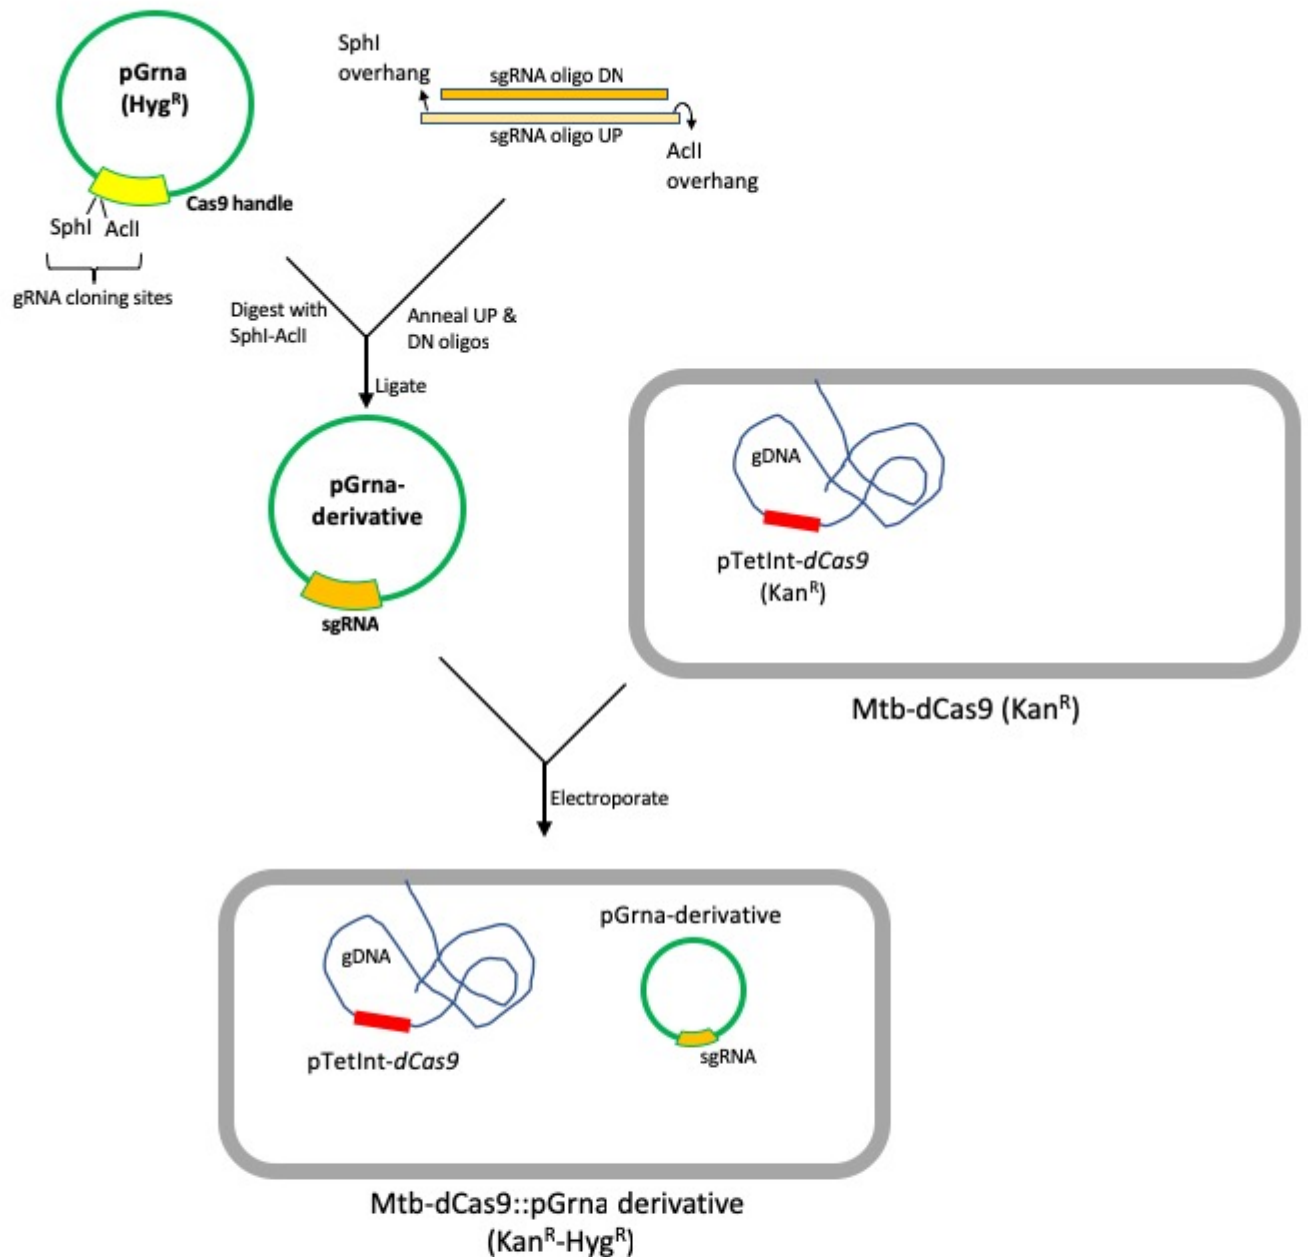 pGrna
(HygR)
Cas9 handle
SphI AclI
gRNA cloning sites
SphI
overhang
sgRNA oligo DN
sgRNA oligo UP
AclI
overhang
Digest with
SphI-AclI
Anneal UP &
DN oligos
Ligate
pGrna-
derivative
sgRNA
gDNA
pTetInt-dCas9
(KanR)
Mtb-dCas9 (KanR)
Electroporate
gDNA
pTetInt-dCas9
pGrna-derivative
sgRNA
Mtb-dCas9::pGrna derivative
(KanR-HygR)